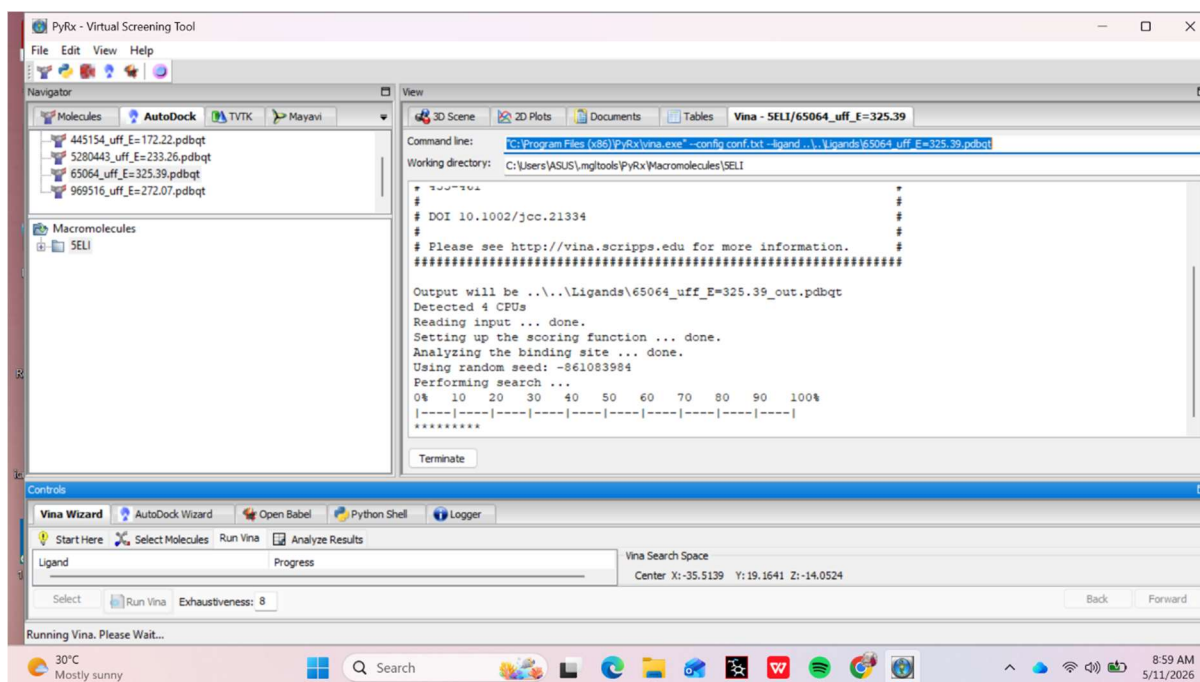 PyRx - Virtual Screening Tool
File Edit View Help
Navigator
Molecules AutoDock TVTK Mayavi
445154_uff_E=172.22.pdbqt
5280443_uff_E=233.26.pdbqt
65064_uff_E=325.39.pdbqt
969516_uff_E=272.07.pdbqt
Macromolecules
5ELI
View
3D Scene 2D Plots Documents Tables Vina - 5ELI/65064_uff_E=325.39
Command line: "C:\Program Files (x86)\PyRx\vina.exe" --config conf.txt --ligand ..\..\Ligands\65064_uff_E=325.39.pdbqt
Working directory: C:\Users\ASUS\.mgltools\PyRx\Macromolecules\5ELI
# 455-461 #
# #
# DOI 10.1002/jcc.21334 #
# #
# Please see http://vina.scripps.edu for more information. #
#################################################################
Output will be ..\..\Ligands\65064_uff_E=325.39_out.pdbqt
Detected 4 CPUs
Reading input ... done.
Setting up the scoring function ... done.
Analyzing the binding site ... done.
Using random seed: -861083984
Performing search ...
0% 10 20 30 40 50 60 70 80 90 100%
|----|----|----|----|----|----|----|----|----|----|
*********
Terminate
Controls
Vina Wizard AutoDock Wizard Open Babel Python Shell Logger
Start Here Select Molecules Run Vina Analyze Results
Ligand Progress
Vina Search Space
Center X:-35.5139 Y:19.1641 Z:-14.0524
Select Run Vina Exhaustiveness: 8 Back Forward
Running Vina. Please Wait...
30°C
Mostly sunny
Search
8:59 AM
5/11/2026